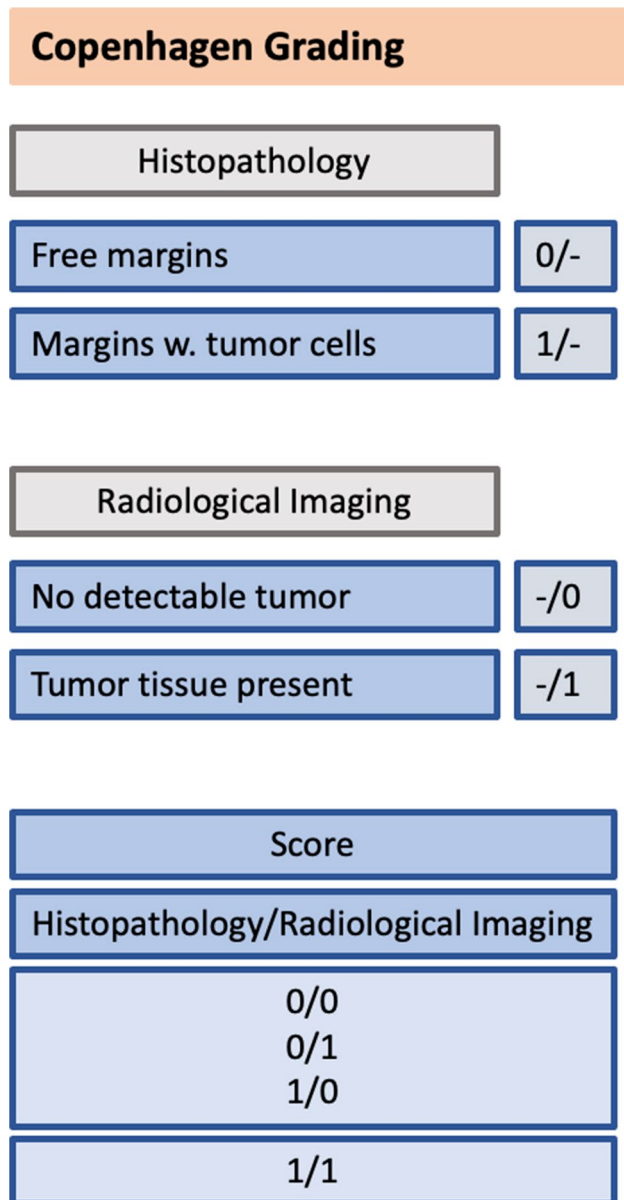 Copenhagen Grading
Histopathology
Free margins 0/-
Margins w. tumor cells 1/-
Radiological Imaging
No detectable tumor -/0
Tumor tissue present -/1
Score
Histopathology/Radiological Imaging
0/0
0/1
1/0
1/1